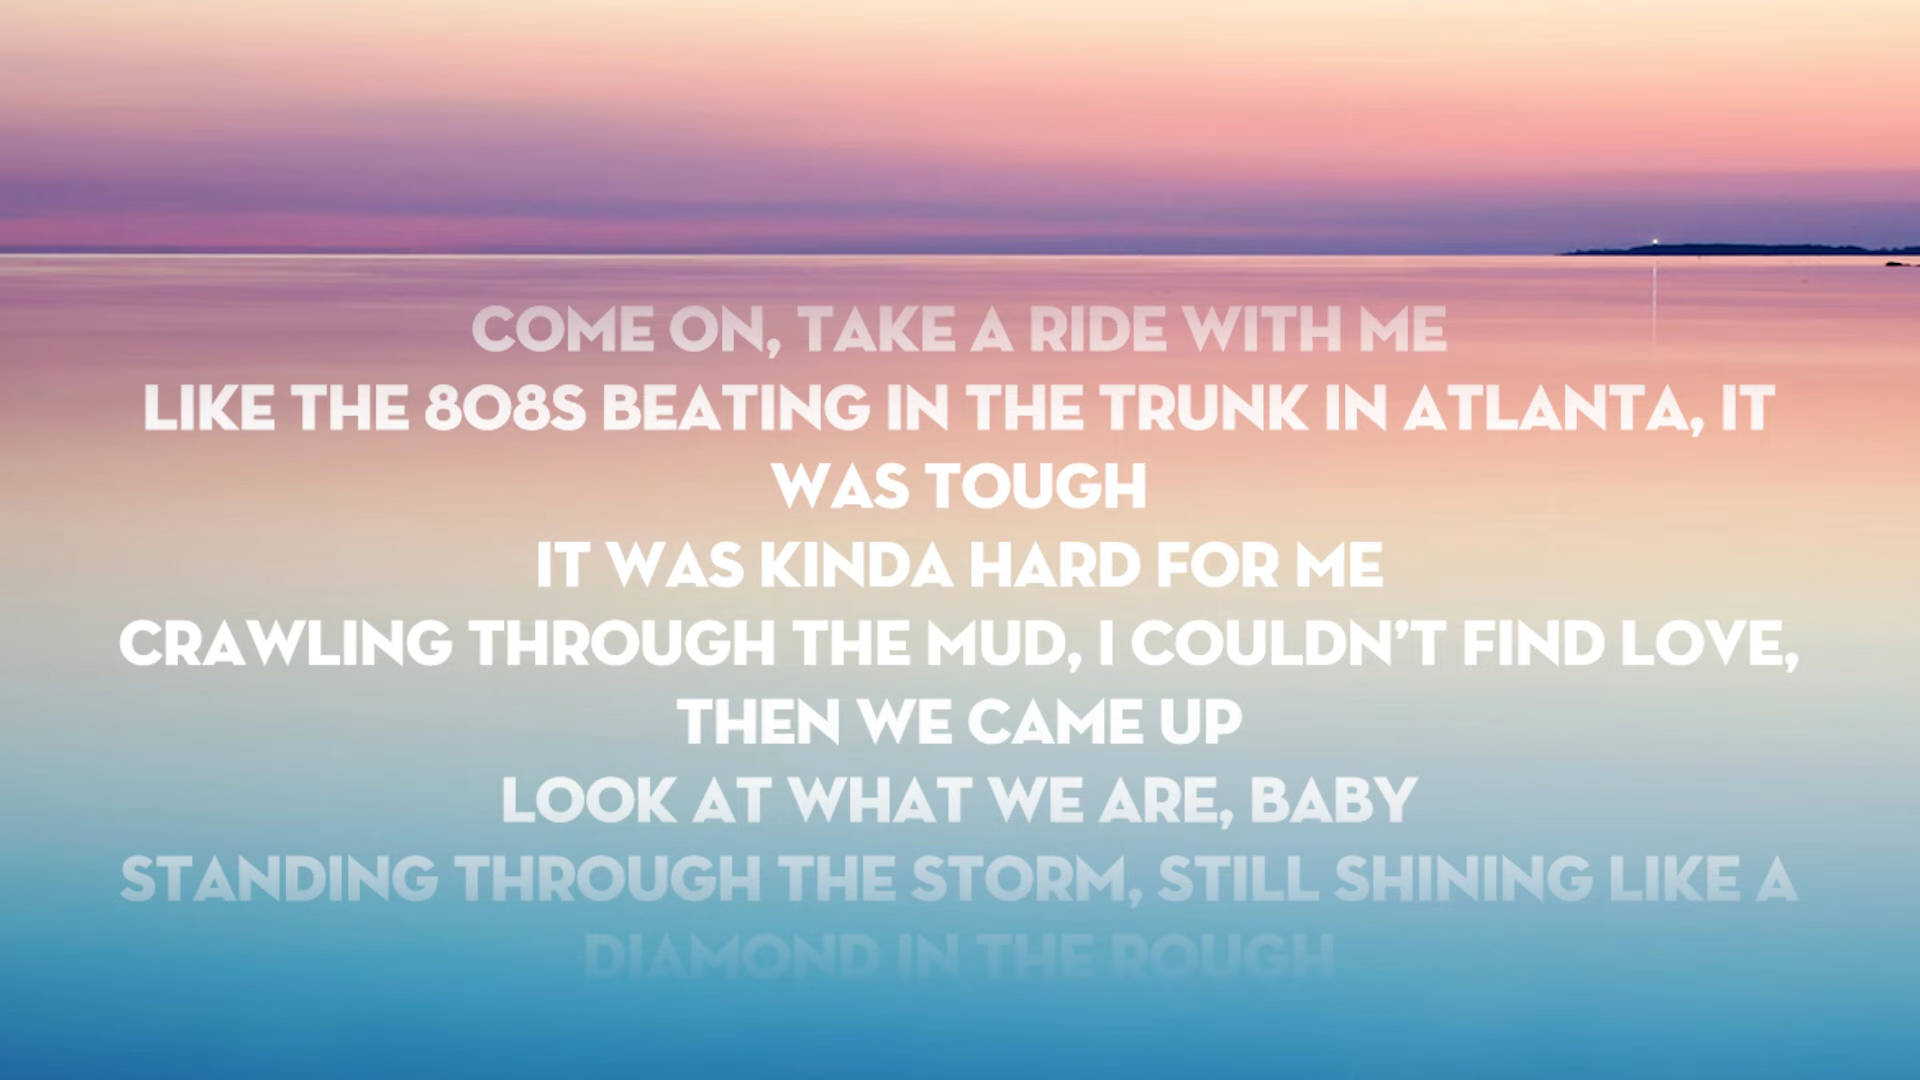 COME ON, TAKE A RIDE WITH ME
LIKE THE 808S BEATING IN THE TRUNK IN ATLANTA, IT
WAS TOUGH
IT WAS KINDA HARD FOR ME
CRAWLING THROUGH THE MUD, I COULDN'T FIND LOVE,
THEN WE CAME UP
LOOK AT WHAT WE ARE, BABY
STANDING THROUGH THE STORM, STILL SHINING LIKE A
DIAMOND IN THE ROUGH